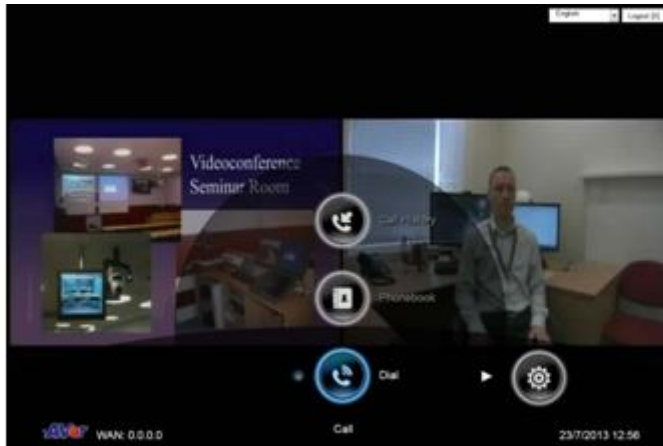 English
Logout
Videoconference
Seminar Room
Call History
Phonebook
Dial
Call
AVer
WAN: 0.0.0.0
23/7/2013 12:56